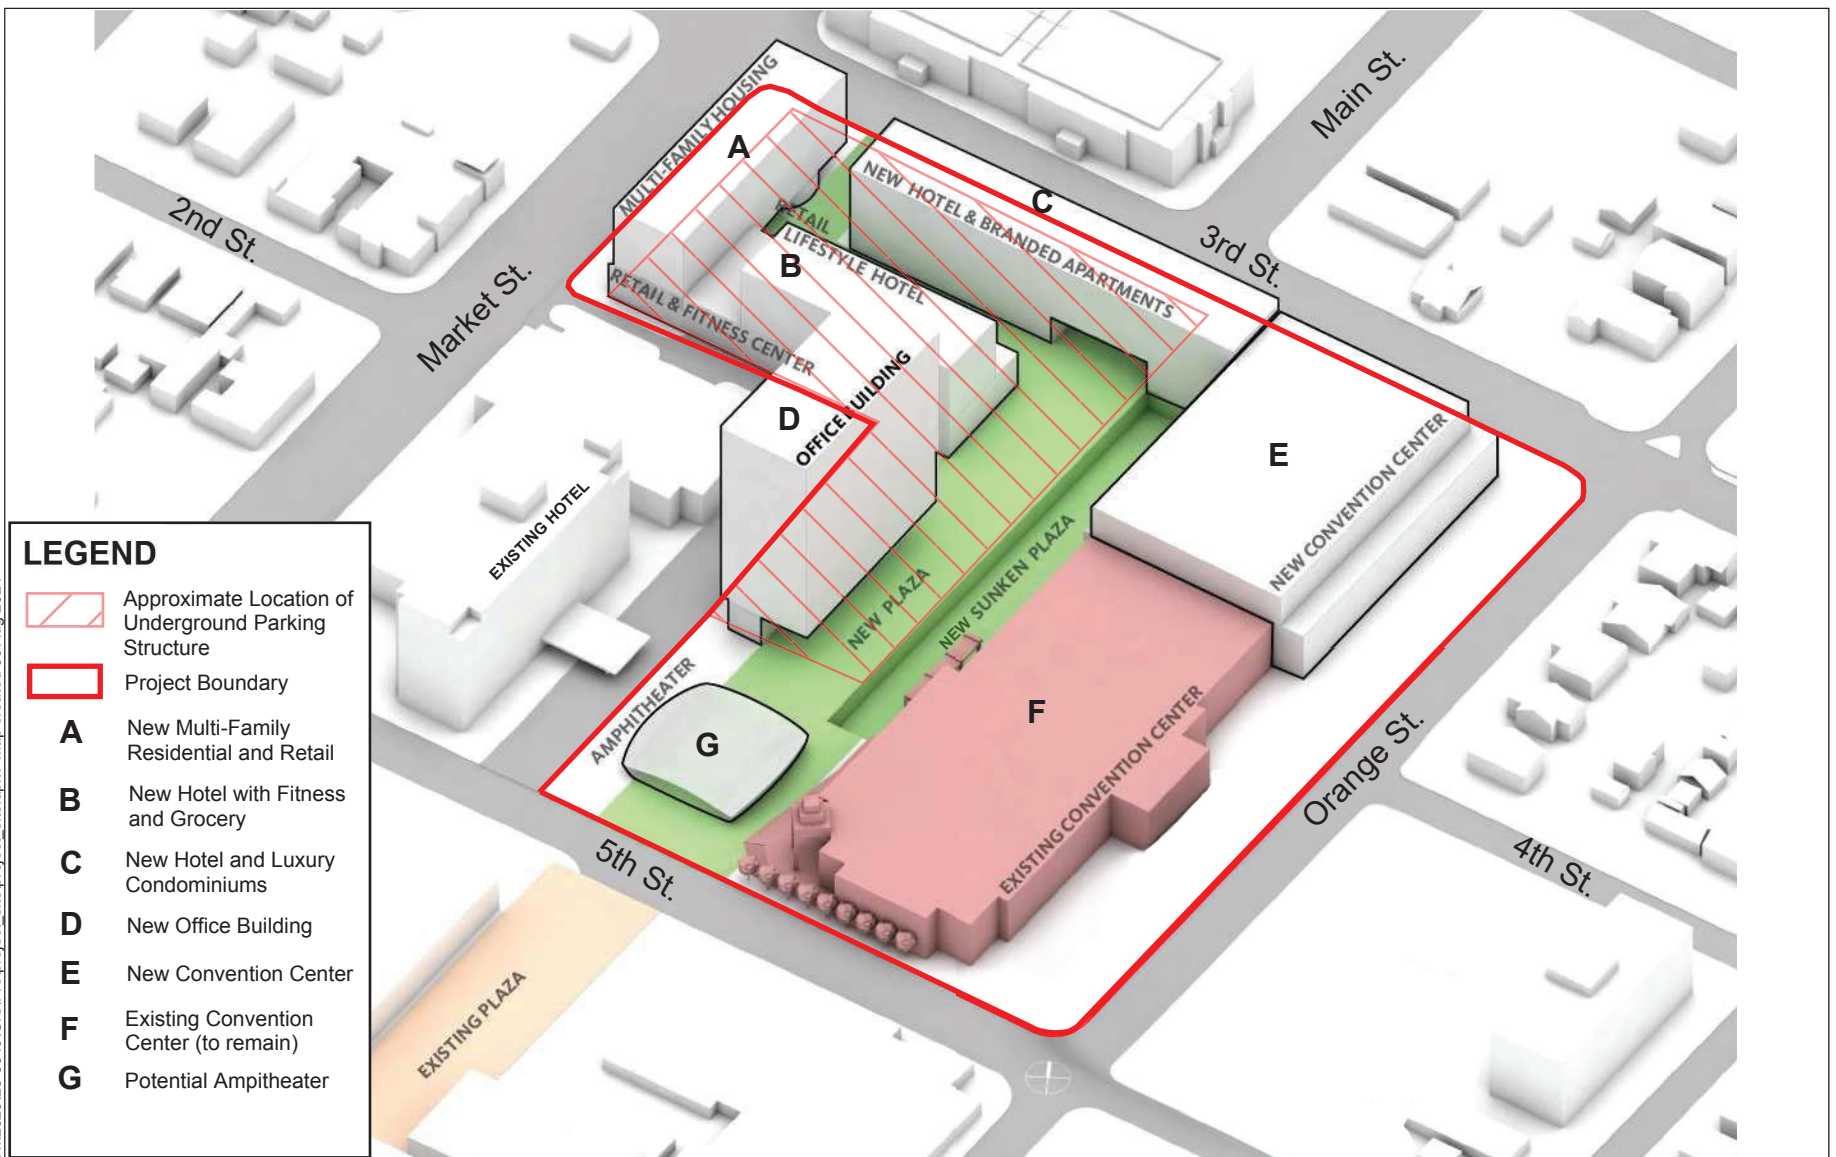 MULTI-FAMILY HOUSING
A
2nd St.
Market St.
RETAIL
LIFESTYLE HOTEL
B
RETAIL & FITNESS CENTER
NEW HOTEL & BRANDED APARTMENTS
C
3rd St.
Main St.
D
OFFICE BUILDING
E
NEW CONVENTION CENTER
EXISTING HOTEL
NEW PLAZA
NEW SUNKEN PLAZA
AMPHITHEATER
G
F
EXISTING CONVENTION CENTER
Orange St.
4th St.
5th St.
EXISTING PLAZA
LEGEND
Approximate Location of
Underground Parking
Structure
Project Boundary
A
New Multi-Family
Residential and Retail
B
New Hotel with Fitness
and Grocery
C
New Hotel and Luxury
Condominiums
D
New Office Building
E
New Convention Center
F
Existing Convention
Center (to remain)
G
Potential Ampitheater